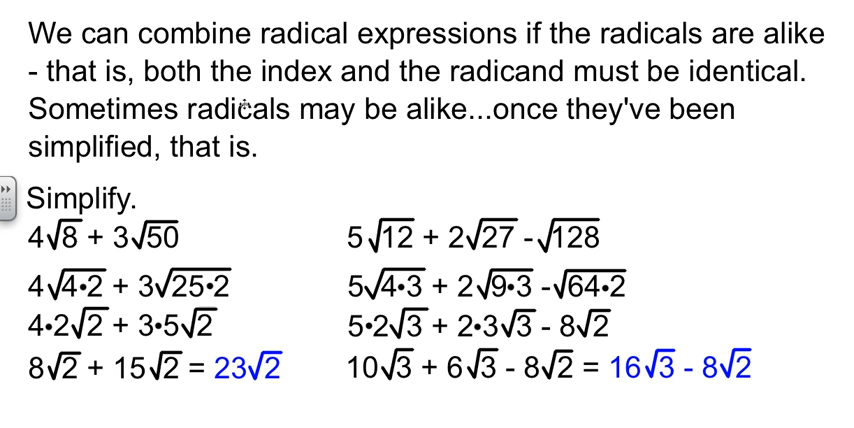 We can combine radical expressions if the radicals are alike
- that is, both the index and the radicand must be identical.
Sometimes radicals may be alike...once they've been
simplified, that is.
Simplify.
4√8 + 3√50
4√4•2 + 3√25•2
4•2√2 + 3•5√2
8√2 + 15√2 = 23√2
5√12 + 2√27 -√128
5√4•3 + 2√9•3 -√64•2
5•2√3 + 2•3√3 - 8√2
10√3 + 6√3 - 8√2 = 16√3 - 8√2